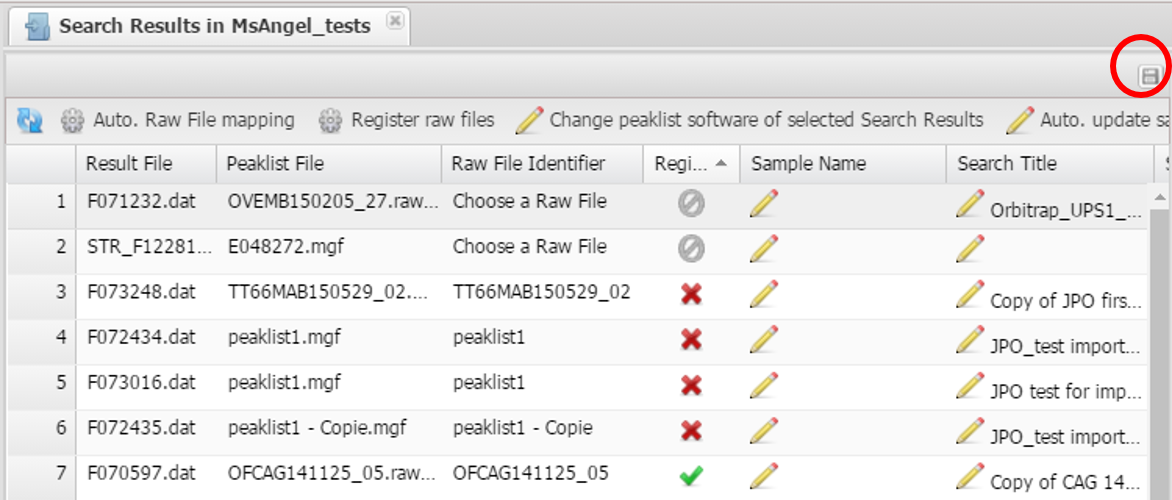 Search Results in MsAngel_tests
Auto. Raw File mapping Register raw files Change peaklist software of selected Search Results Auto. update sa
Result File Peaklist File Raw File Identifier Regi... Sample Name Search Title
1 F071232.dat OVEMB150205_27.raw... Choose a Raw File Orbitrap_UPS1_...
2 STR_F12281... E048272.mgf Choose a Raw File
3 F073248.dat TT66MAB150529_02.... TT66MAB150529_02 Copy of JPO firs...
4 F072434.dat peaklist1.mgf peaklist1 JPO_test import...
5 F073016.dat peaklist1.mgf peaklist1 JPO test for imp...
6 F072435.dat peaklist1 - Copie.mgf peaklist1 - Copie JPO_test import...
7 F070597.dat OFCAG141125_05.raw... OFCAG141125_05 Copy of CAG 14...